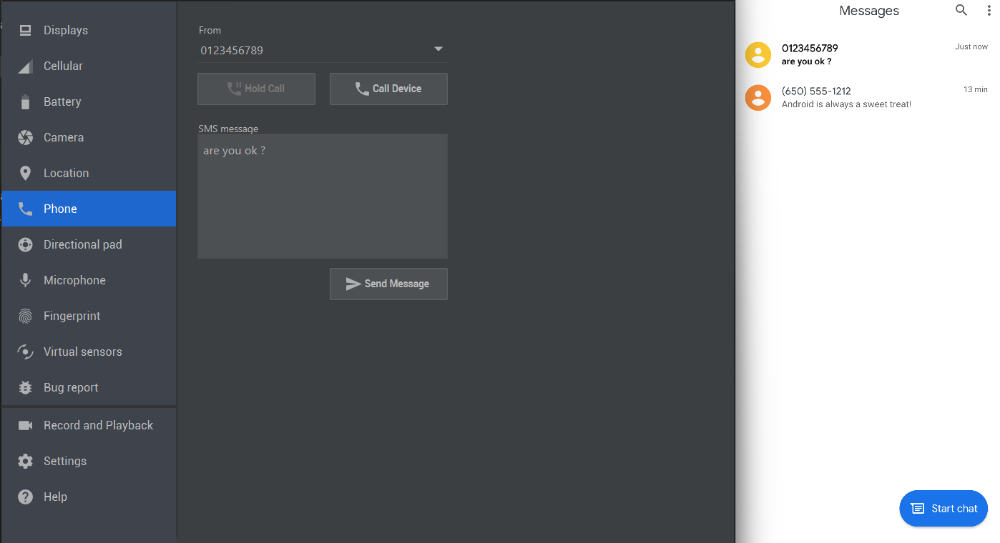 Displays
Cellular
Battery
Camera
Location
Phone
Directional pad
Microphone
Fingerprint
Virtual sensors
Bug report
Record and Playback
Settings
Help
From
0123456789
Hold Call
Call Device
SMS message
are you ok ?
Send Message
Messages
0123456789
Just now
are you ok ?
(650) 555-1212
13 min
Android is always a sweet treat!
Start chat